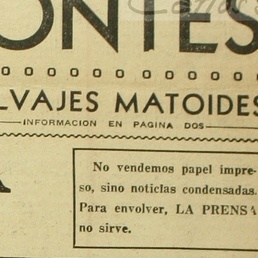 ONTES
LVAJES MATOIDES
INFORMACION EN PAGINA DOS
No vendemos papel impre-
so, sino noticias condensadas.
Para envolver, LA PRENSA
no sirve.